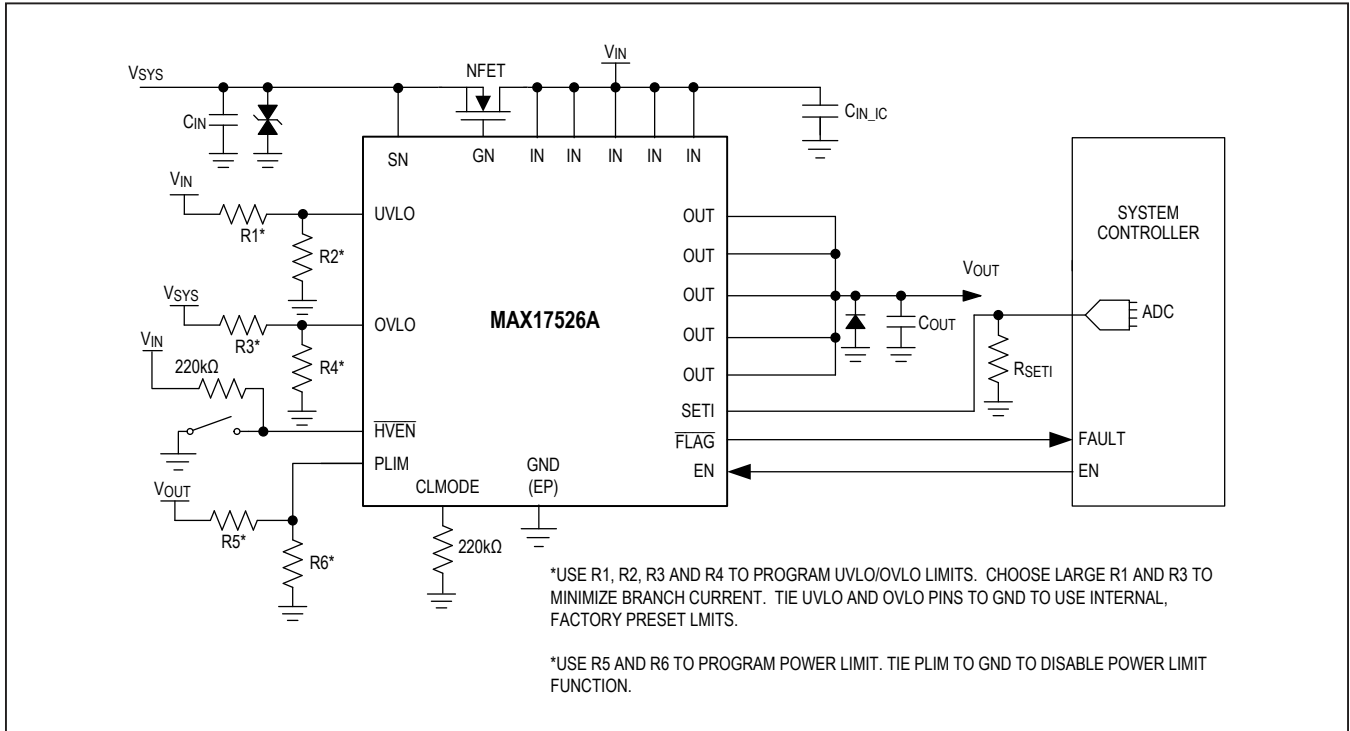 VSYS
NFET
VIN
CIN
CIN_IC
SN
GN
IN
IN
IN
IN
IN
VIN
R1*
UVLO
R2*
VSYS
R3*
OVLO
R4*
VIN
220kΩ
HVEN
PLIM
VOUT
R5*
R6*
CLMODE
220kΩ
GND
(EP)
MAX17526A
OUT
OUT
OUT
OUT
OUT
SETI
FLAG
EN
VOUT
COUT
RSETI
SYSTEM
CONTROLLER
ADC
FAULT
EN
*USE R1, R2, R3 AND R4 TO PROGRAM UVLO/OVLO LIMITS. CHOOSE LARGE R1 AND R3 TO
MINIMIZE BRANCH CURRENT. TIE UVLO AND OVLO PINS TO GND TO USE INTERNAL,
FACTORY PRESET LMITS.
*USE R5 AND R6 TO PROGRAM POWER LIMIT. TIE PLIM TO GND TO DISABLE POWER LIMIT
FUNCTION.